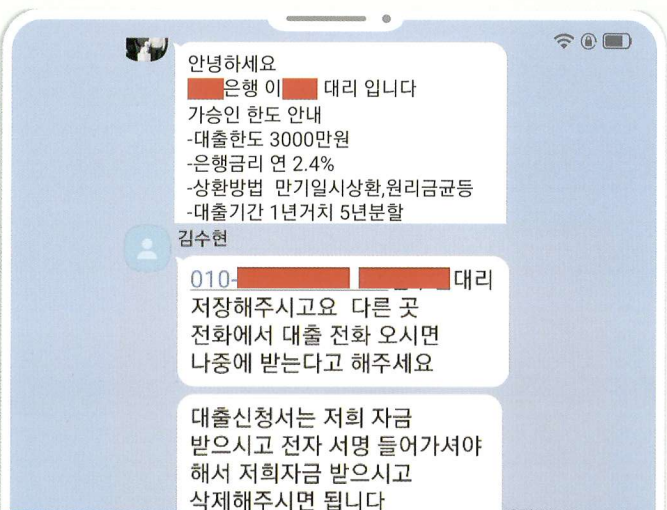 안녕하세요
은행 이 대리 입니다
가승인 한도 안내
-대출한도 3000만원
-은행금리 연 2.4%
-상환방법 만기일시상환,원리금균등
-대출기간 1년거치 5년분할
김수현
010- 대리
저장해주시고요 다른 곳
전화에서 대출 전화 오시면
나중에 받는다고 해주세요
대출신청서는 저희 자금
받으시고 전자 서명 들어가셔야
해서 저희자금 받으시고
삭제해주시면 됩니다